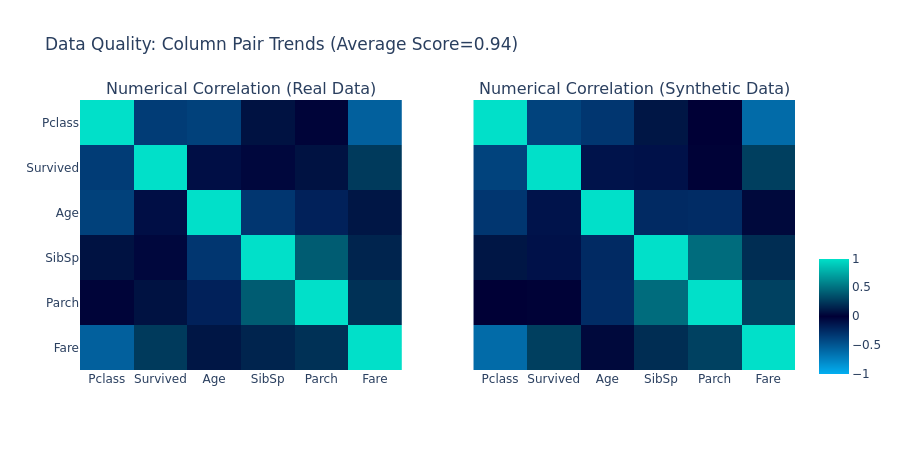 Data Quality: Column Pair Trends (Average Score=0.94)
Numerical Correlation (Real Data)
Numerical Correlation (Synthetic Data)
Pclass
Survived
Age
SibSp
Parch
Fare
Pclass Survived Age SibSp Parch Fare
Pclass Survived Age SibSp Parch Fare
1
0.5
0
−0.5
−1